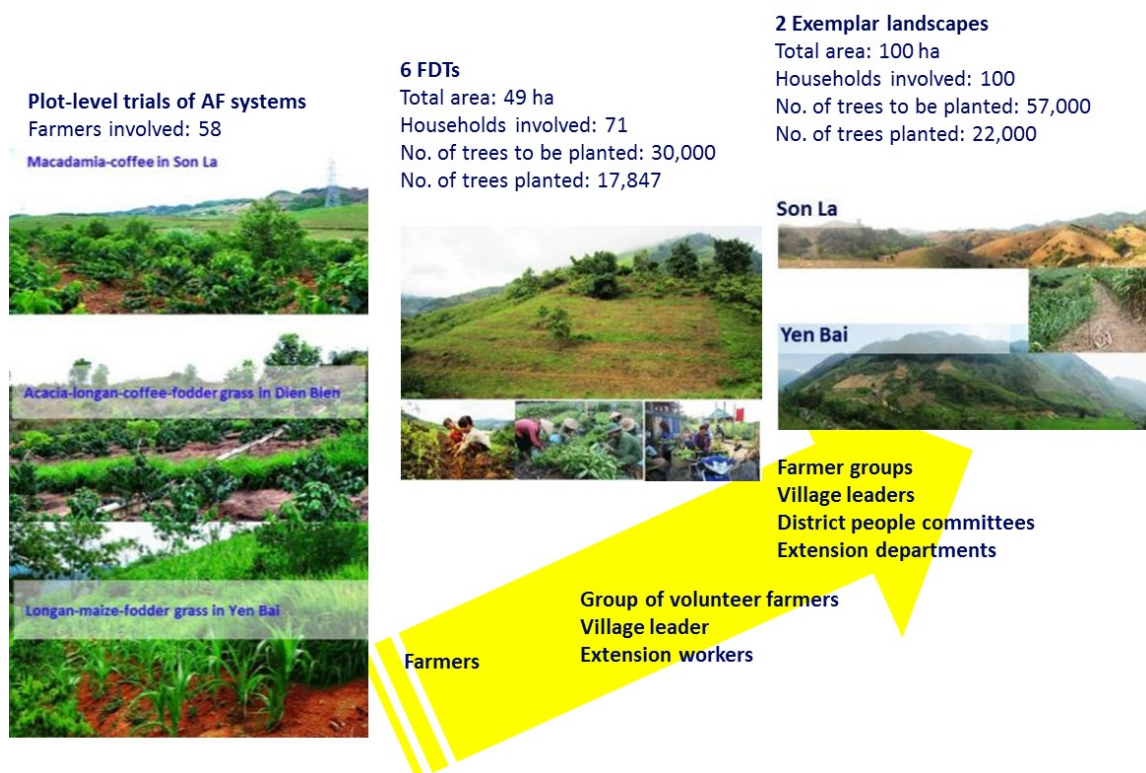 Plot-level trials of AF systems
Farmers involved: 58
Macadamia-coffee in Son La
Acacia-longan-coffee-fodder grass in Dien Bien
Longan-maize-fodder grass in Yen Bai
6 FDTs
Total area: 49 ha
Households involved: 71
No. of trees to be planted: 30,000
No. of trees planted: 17,847
2 Exemplar landscapes
Total area: 100 ha
Households involved: 100
No. of trees to be planted: 57,000
No. of trees planted: 22,000
Son La
Yen Bai
Farmers
Group of volunteer farmers
Village leader
Extension workers
Farmer groups
Village leaders
District people committees
Extension departments